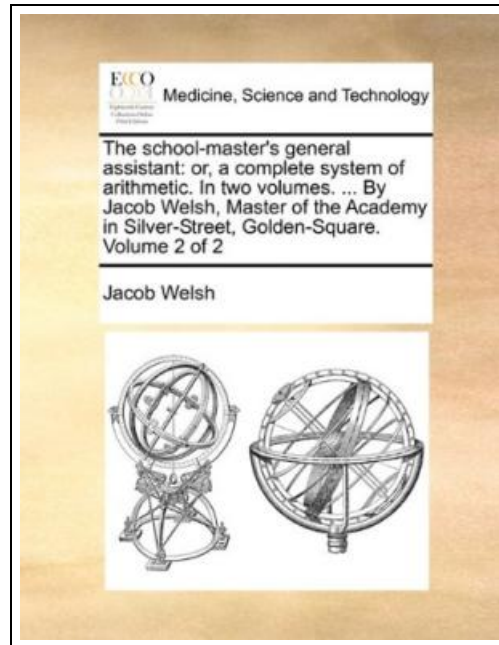 ECCO
Medicine, Science and Technology
The school-master's general
assistant: or, a complete system of
arithmetic. In two volumes. ... By
Jacob Welsh, Master of the Academy
in Silver-Street, Golden-Square.
Volume 2 of 2
Jacob Welsh